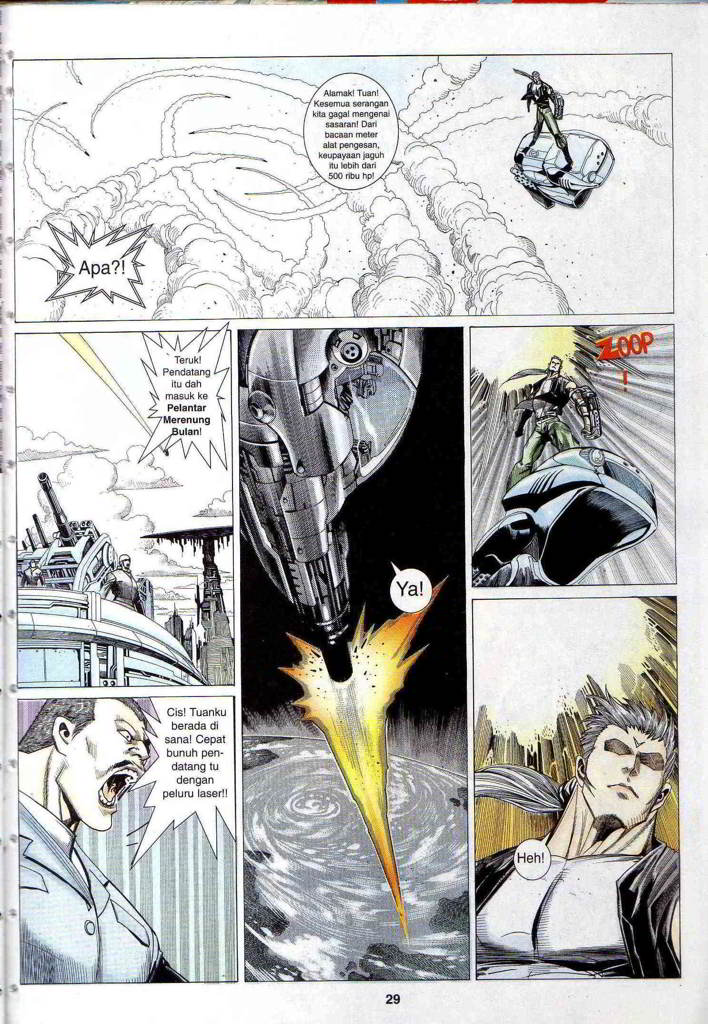 Alamak! Tuan!
Kesemua serangan
kita gagal mengenai
sasaran! Dari
bacaan meter
alat pengesan,
keupayaan jaguh
itu lebih dari
500 ribu hp!
Apa?!
Teruk!
Pendatang
itu dah
masuk ke
Pelantar
Merenung
Bulan!
Ya!
ZOOP
!
Cis! Tuanku
berada di
sana! Cepat
bunuh pen-
datang tu
dengan
peluru laser!!
Heh!
29